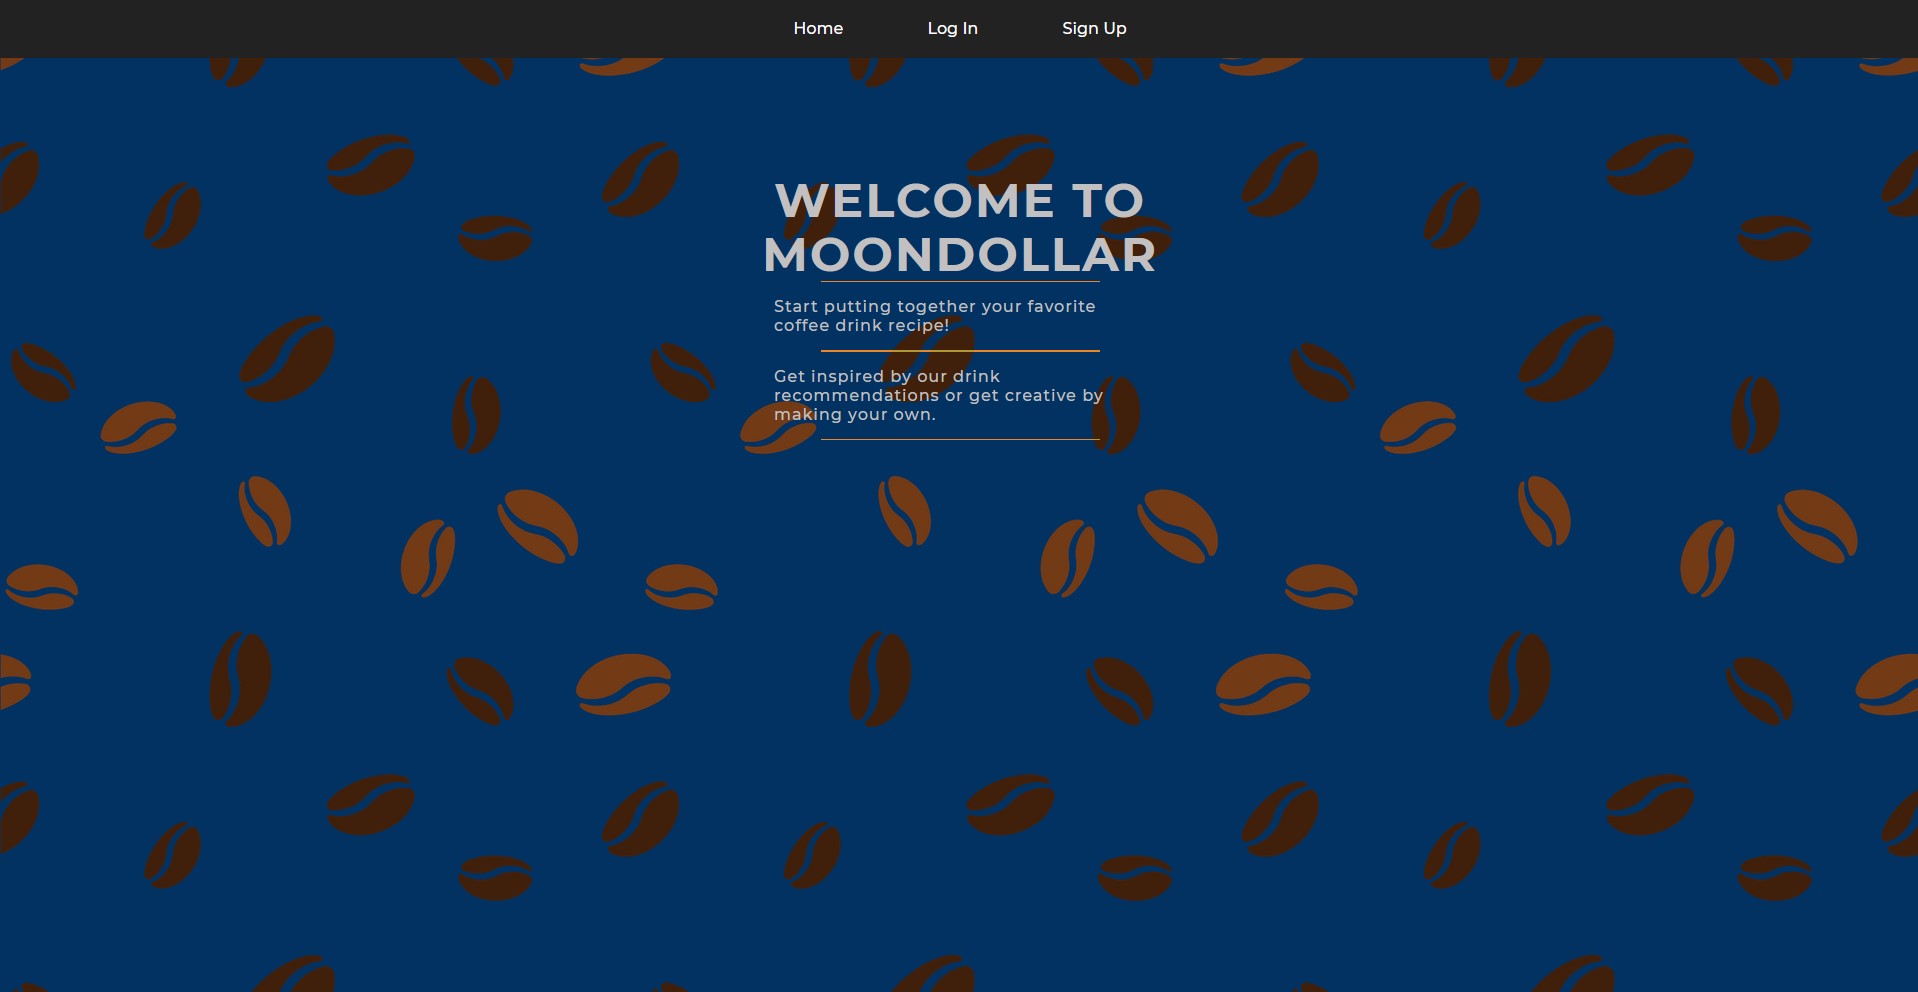 Home Log In Sign Up
WELCOME TO
MOONDOLLAR
Start putting together your favorite
coffee drink recipe!
Get inspired by our drink
recommendations or get creative by
making your own.